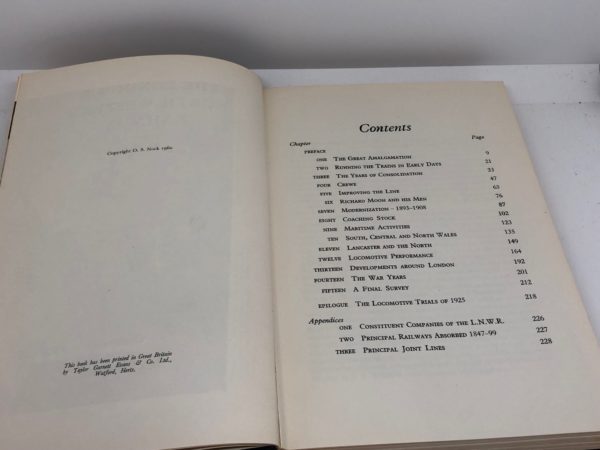 Copyright O. S. Nock 1960
This book has been printed in Great Britain
by Taylor Garnett Evans & Co. Ltd.,
Watford, Herts.
Contents
Chapter Page
PREFACE
ONE THE GREAT AMALGAMATION 9
TWO RUNNING THE TRAINS IN EARLY DAYS 21
THREE THE YEARS OF CONSOLIDATION 33
FOUR CREWE 47
FIVE IMPROVING THE LINE 63
SIX RICHARD MOON AND HIS MEN 76
SEVEN MODERNIZATION - 1893-1908 87
EIGHT COACHING STOCK 102
NINE MARITIME ACTIVITIES 123
TEN SOUTH, CENTRAL AND NORTH WALES 135
ELEVEN LANCASTER AND THE NORTH 149
TWELVE LOCOMOTIVE PERFORMANCE 164
THIRTEEN DEVELOPMENTS AROUND LONDON 192
FOURTEEN THE WAR YEARS 201
FIFTEEN A FINAL SURVEY 212
EPILOGUE THE LOCOMOTIVE TRIALS OF 1925 218
Appendices
ONE CONSTITUENT COMPANIES OF THE L.N.W.R. 226
TWO PRINCIPAL RAILWAYS ABSORBED 1847-99 227
THREE PRINCIPAL JOINT LINES 228